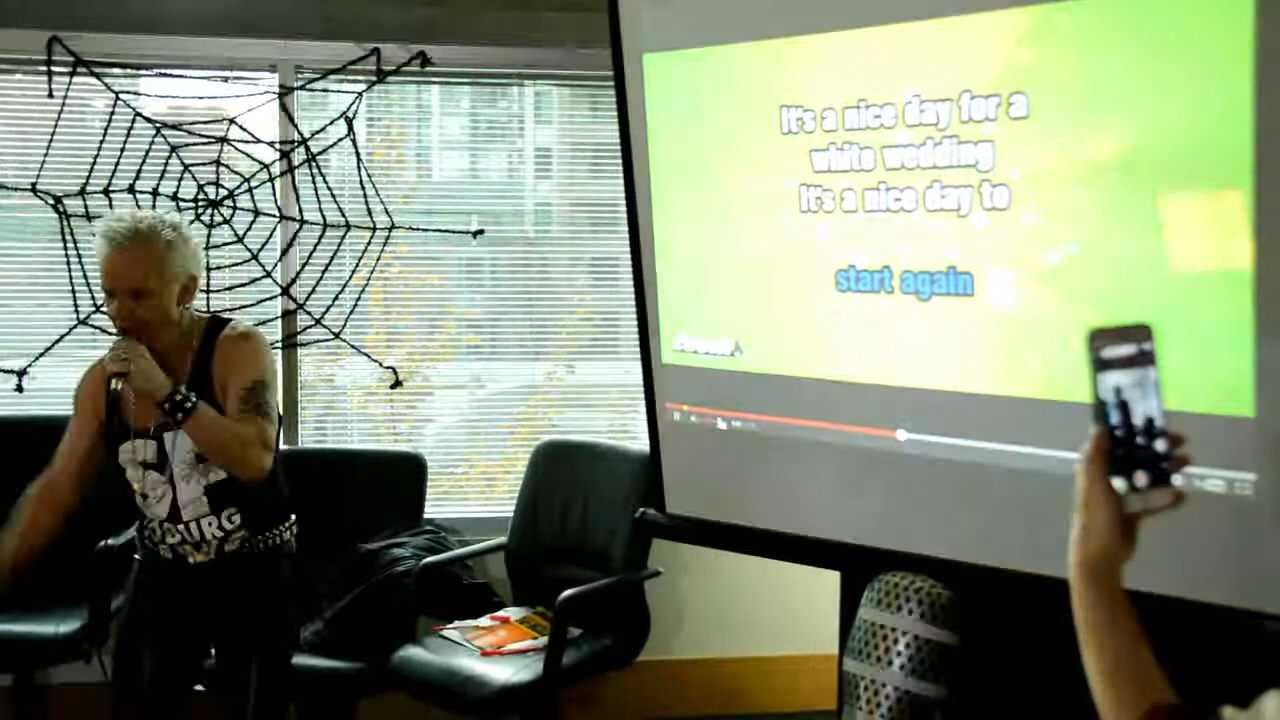 It's a nice day for a
white wedding
It's a nice day to
start again